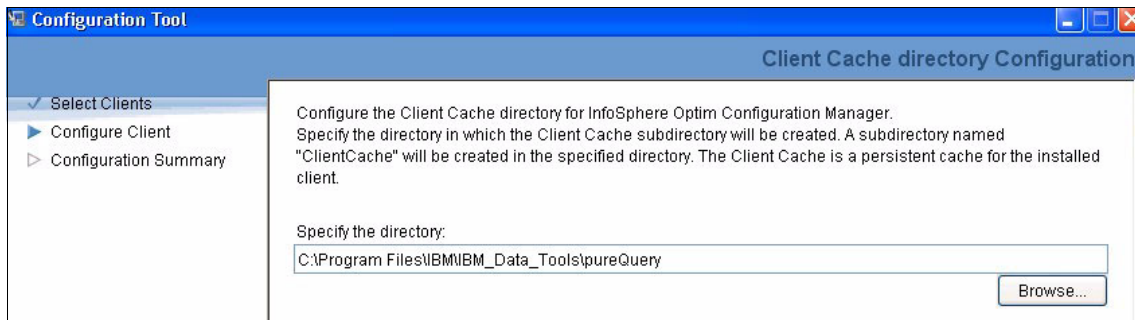 Configuration Tool
Client Cache directory Configuration
Select Clients
Configure Client
Configuration Summary
Configure the Client Cache directory for InfoSphere Optim Configuration Manager.
Specify the directory in which the Client Cache subdirectory will be created. A subdirectory named
"ClientCache" will be created in the specified directory. The Client Cache is a persistent cache for the installed
client.
Specify the directory:
C:\Program Files\IBM\IBM_Data_Tools\pureQuery
Browse...